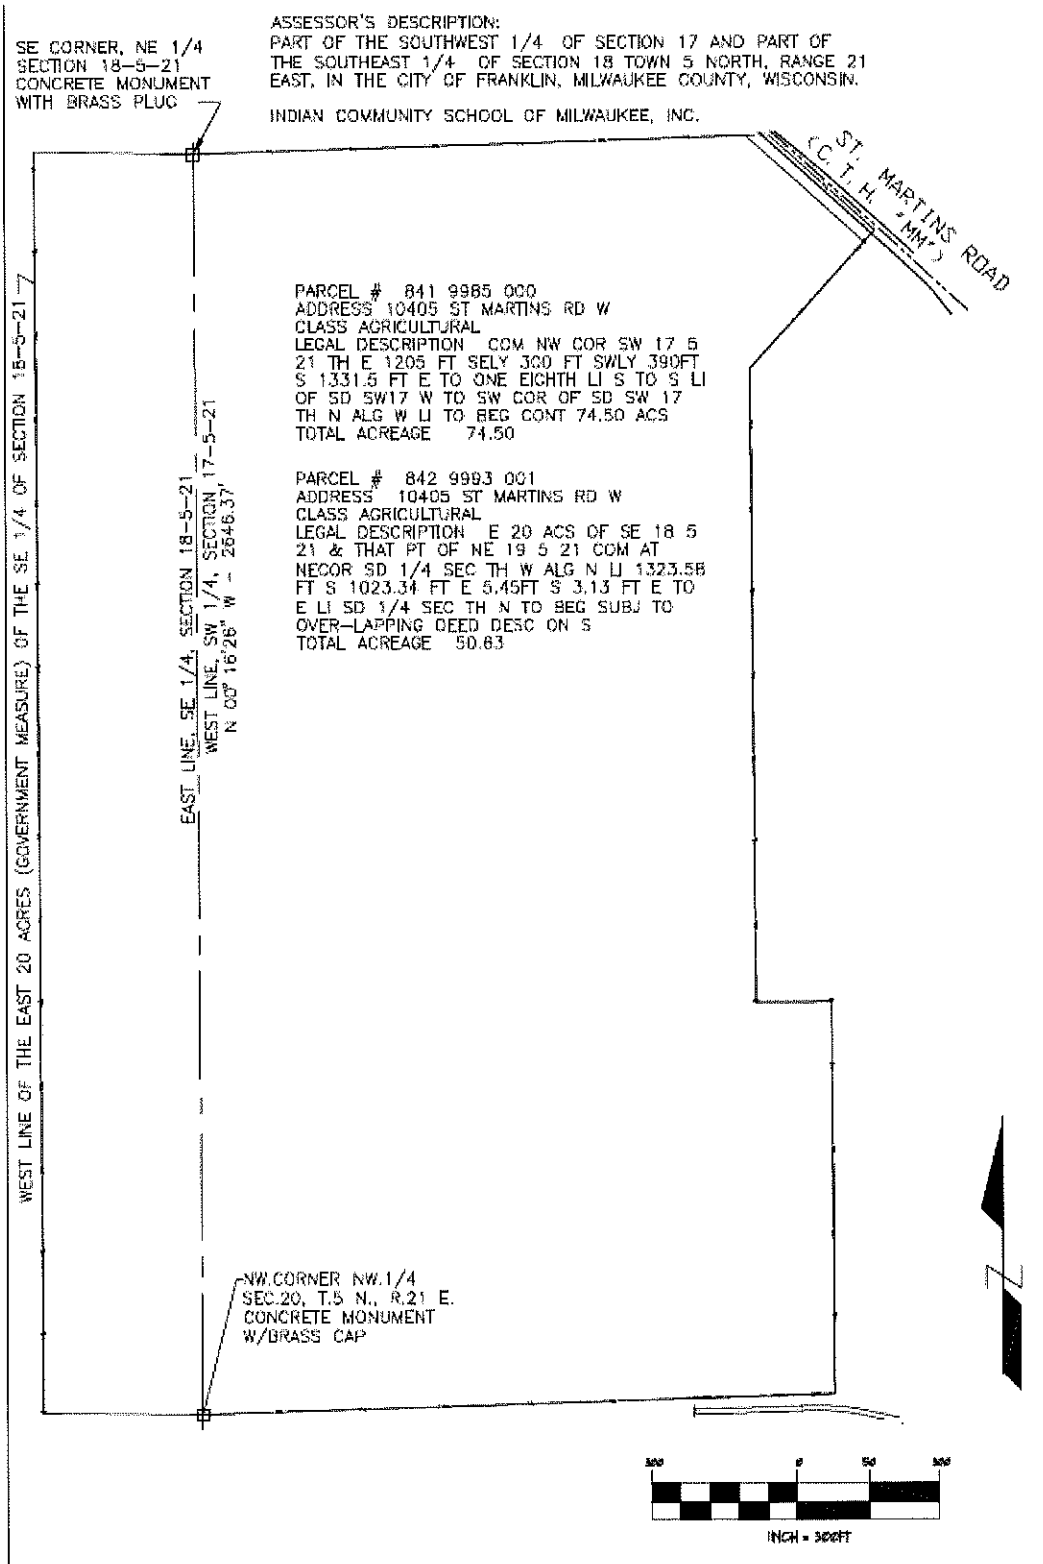 ASSESSOR'S DESCRIPTION:
PART OF THE SOUTHWEST 1/4 OF SECTION 17 AND PART OF
THE SOUTHEAST 1/4 OF SECTION 18 TOWN 5 NORTH, RANGE 21
EAST, IN THE CITY OF FRANKLIN, MILWAUKEE COUNTY, WISCONSIN.
INDIAN COMMUNITY SCHOOL OF MILWAUKEE, INC.
SE CORNER, NE 1/4
SECTION 18-5-21
CONCRETE MONUMENT
WITH BRASS PLUG
ST. MARTINS ROAD
(C. T. H. "MM")
WEST LINE OF THE EAST 20 ACRES (GOVERNMENT MEASURE) OF THE SE 1/4 OF SECTION 18-5-21
EAST LINE, SE 1/4, SECTION 18-5-21
WEST LINE, SW 1/4, SECTION 17-5-21
N 00° 16'26" W - 2646.37'
PARCEL # 841 9985 000
ADDRESS 10405 ST MARTINS RD W
CLASS AGRICULTURAL
LEGAL DESCRIPTION COM NW COR SW 17 5
21 TH E 1205 FT SELY 300 FT SWLY 390FT
S 1331.5 FT E TO ONE EIGHTH LI S TO S LI
OF SD SW17 W TO SW COR OF SD SW 17
TH N ALG W LI TO BEG CONT 74.50 ACS
TOTAL ACREAGE 74.50
PARCEL # 842 9993 001
ADDRESS 10405 ST MARTINS RD W
CLASS AGRICULTURAL
LEGAL DESCRIPTION E 20 ACS OF SE 18 5
21 & THAT PT OF NE 19 5 21 COM AT
NECOR SD 1/4 SEC TH W ALG N LI 1323.58
FT S 1023.34 FT E 5.45FT S 3.13 FT E TO
E LI SD 1/4 SEC TH N TO BEG SUBJ TO
OVER-LAPPING DEED DESC ON S
TOTAL ACREAGE 50.63
NW.CORNER NW.1/4
SEC.20, T.5 N., R.21 E.
CONCRETE MONUMENT
W/BRASS CAP
Z
300 0 50 300
INCH = 300FT